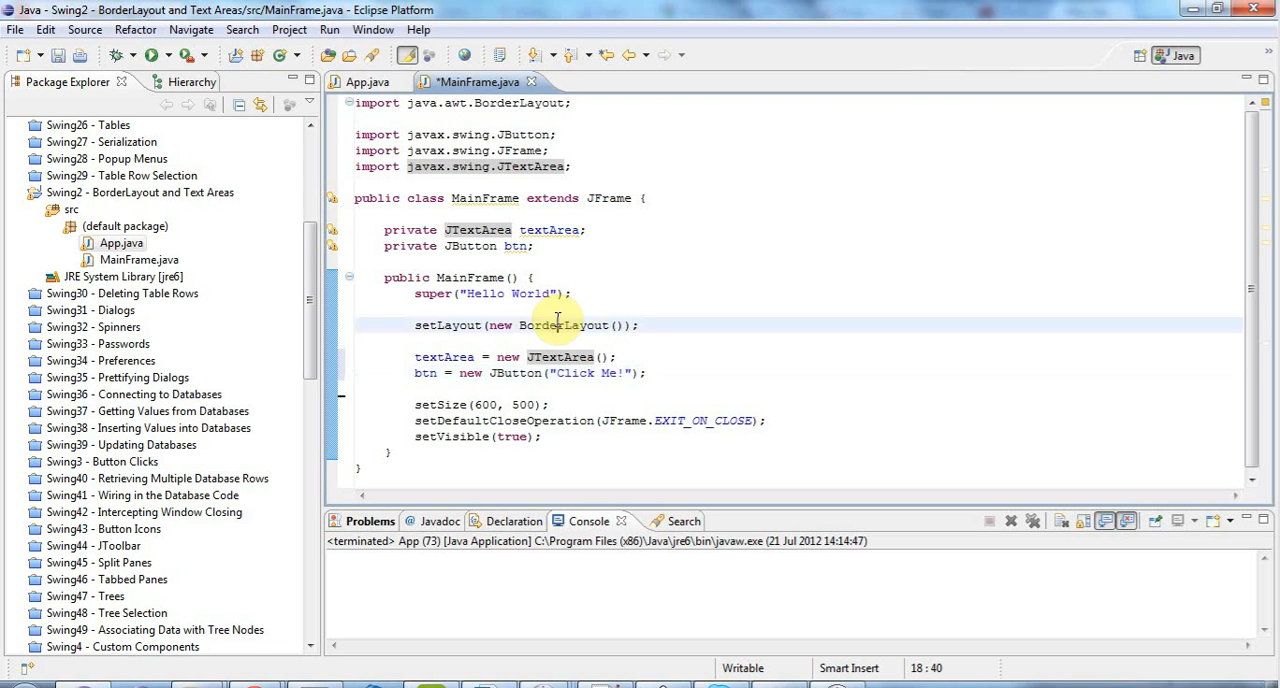 Java - Swing2 - BorderLayout and Text Areas/src/MainFrame.java - Eclipse Platform
File Edit Source Refactor Navigate Search Project Run Window Help
Java
Package Explorer
Hierarchy
App.java
*MainFrame.java
Swing26 - Tables
Swing27 - Serialization
Swing28 - Popup Menus
Swing29 - Table Row Selection
Swing2 - BorderLayout and Text Areas
src
(default package)
App.java
MainFrame.java
JRE System Library [jre6]
Swing30 - Deleting Table Rows
Swing31 - Dialogs
Swing32 - Spinners
Swing33 - Passwords
Swing34 - Preferences
Swing35 - Prettifying Dialogs
Swing36 - Connecting to Databases
Swing37 - Getting Values from Databases
Swing38 - Inserting Values into Databases
Swing39 - Updating Databases
Swing3 - Button Clicks
Swing40 - Retrieving Multiple Database Rows
Swing41 - Wiring in the Database Code
Swing42 - Intercepting Window Closing
Swing43 - Button Icons
Swing44 - JToolbar
Swing45 - Split Panes
Swing46 - Tabbed Panes
Swing47 - Trees
Swing48 - Tree Selection
Swing49 - Associating Data with Tree Nodes
Swing4 - Custom Components
import java.awt.BorderLayout;
import javax.swing.JButton;
import javax.swing.JFrame;
import javax.swing.JTextArea;
public class MainFrame extends JFrame {
private JTextArea textArea;
private JButton btn;
public MainFrame() {
super("Hello World");
setLayout(new BorderLayout());
textArea = new JTextArea();
btn = new JButton("Click Me!");
setSize(600, 500);
setDefaultCloseOperation(JFrame.EXIT_ON_CLOSE);
setVisible(true);
}
}
Problems @ Javadoc Declaration Console Search
<terminated> App (73) [Java Application] C:\Program Files (x86)\Java\jre6\bin\javaw.exe (21 Jul 2012 14:14:47)
Writable Smart Insert 18 : 40